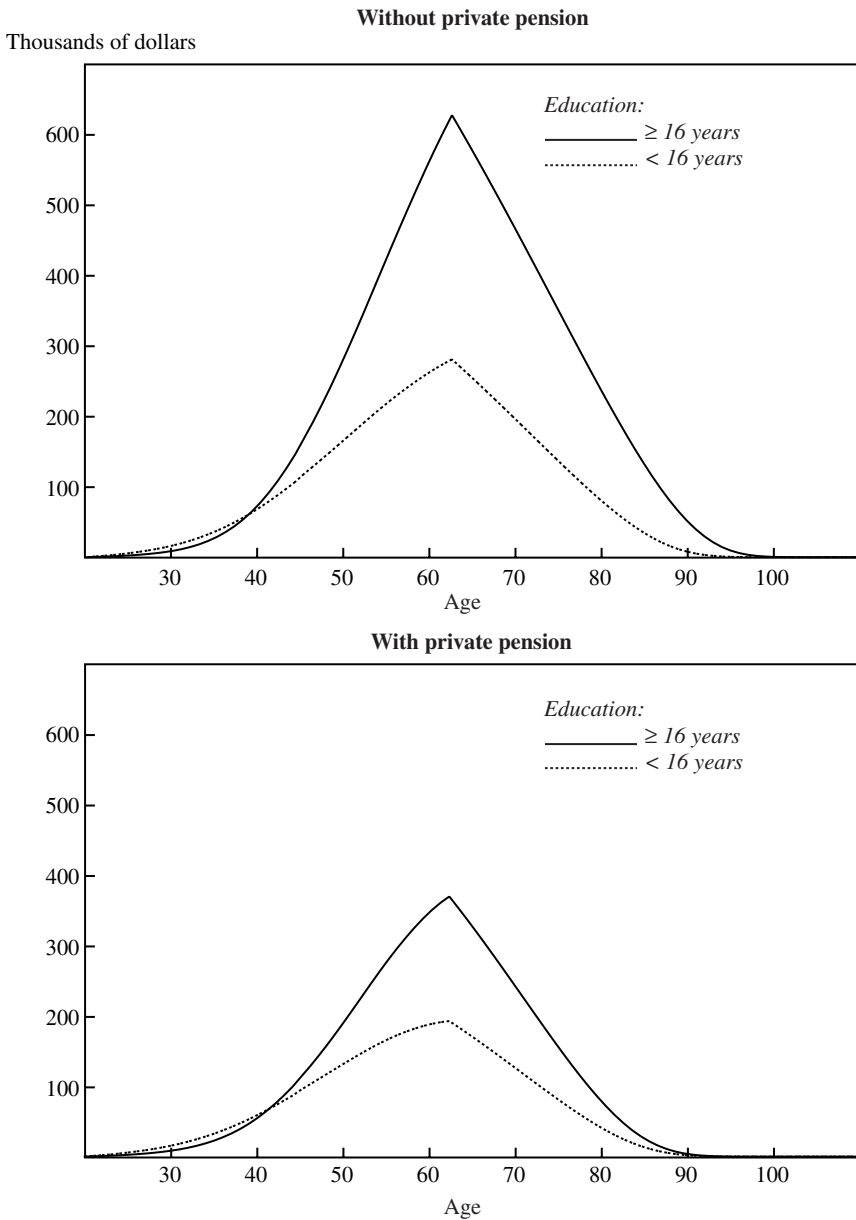 Without private pension
Thousands of dollars
Education:
≥ 16 years
< 16 years
600
500
400
300
200
100
30 40 50 60 70 80 90 100
Age
With private pension
Education:
≥ 16 years
< 16 years
600
500
400
300
200
100
30 40 50 60 70 80 90 100
Age